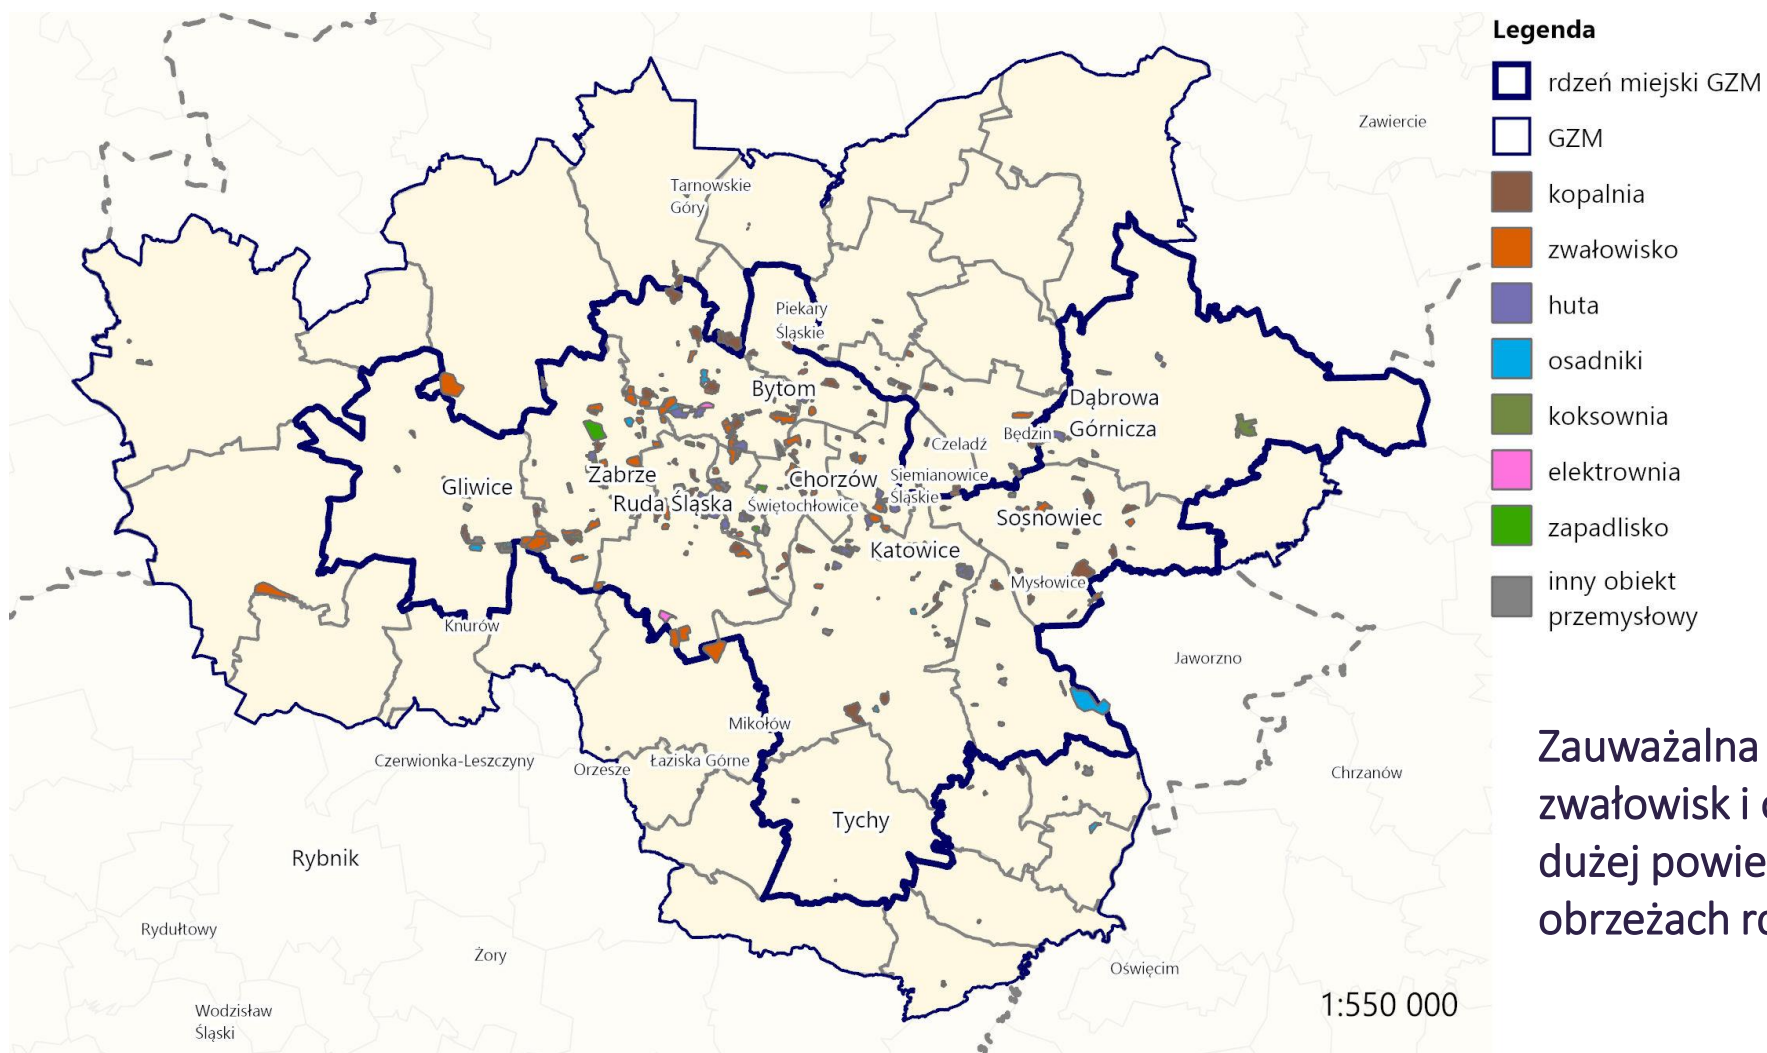 Legenda
rdzeń miejski GZM
GZM
kopalnia
zwałowisko
huta
osadniki
koksownia
elektrownia
zapadlisko
inny obiekt
przemysłowy
Zawiercie
Tarnowskie
Góry
Piekary
Śląskie
Bytom
Dąbrowa
Górnicza
Będzin
Czeladź
Siemianowice
Śląskie
Chorzów
Zabrze
Gliwice
Ruda Śląska
Świętochłowice
Sosnowiec
Katowice
Mysłowice
Knurów
Jaworzno
Mikołów
Czerwionka-Leszczyny
Orzesze
Łaziska Górne
Chrzanów
Tychy
Rybnik
Rydułtowy
Żory
Oświęcim
Wodzisław
Śląski
1:550 000
Zauważalna
zwałowisk i
dużej
obrzeżach